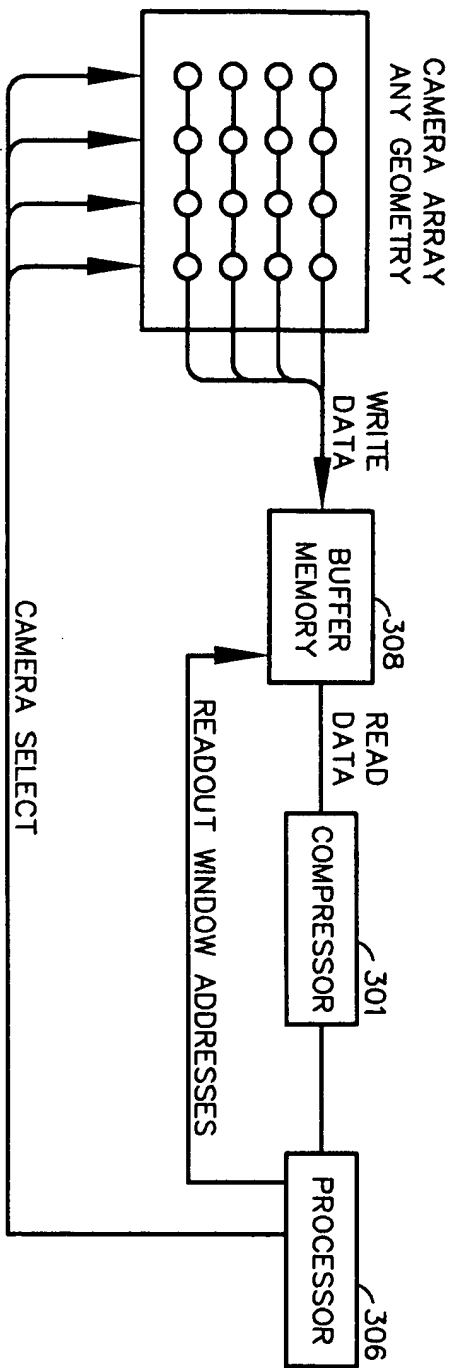 CAMERA ARRAY
ANY GEOMETRY
WRITE
DATA
BUFFER
MEMORY
308
READ
DATA
COMPRESSOR
301
PROCESSOR
306
READOUT WINDOW ADDRESSES
CAMERA SELECT